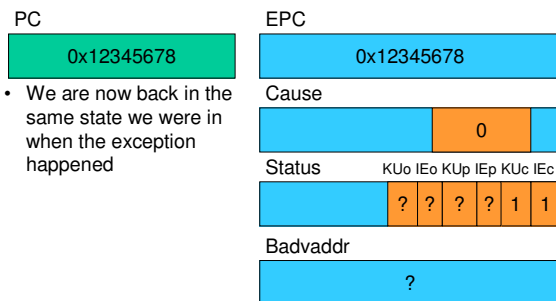 PC
0x12345678
• We are now back in the
same state we were in
when the exception
happened
EPC
0x12345678
Cause
0
Status KUo IEo KUp IEp KUc IEc
? ? ? ? 1 1
Badvaddr
?